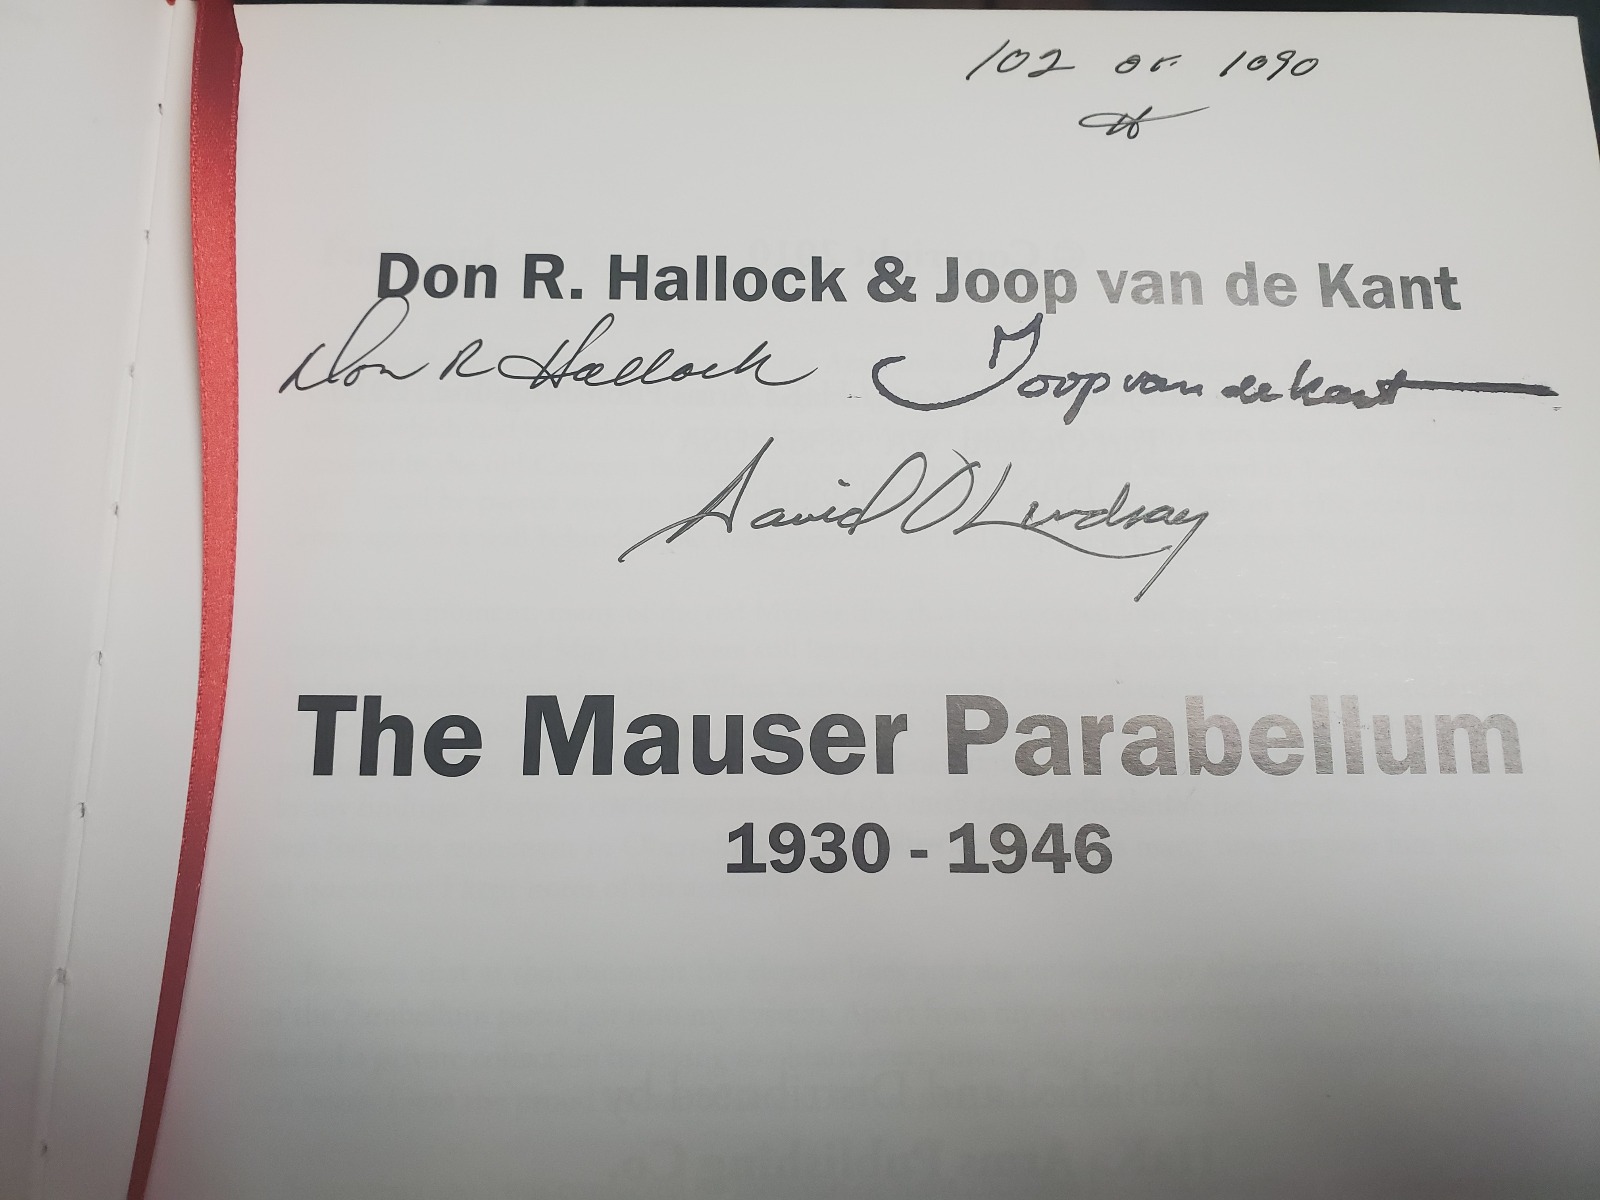 102 OF 1090
DH
Don R. Hallock & Joop van de Kant
Don R Hallock Joop van de Kant
David O Lindsay
The Mauser Parabellum
1930 - 1946